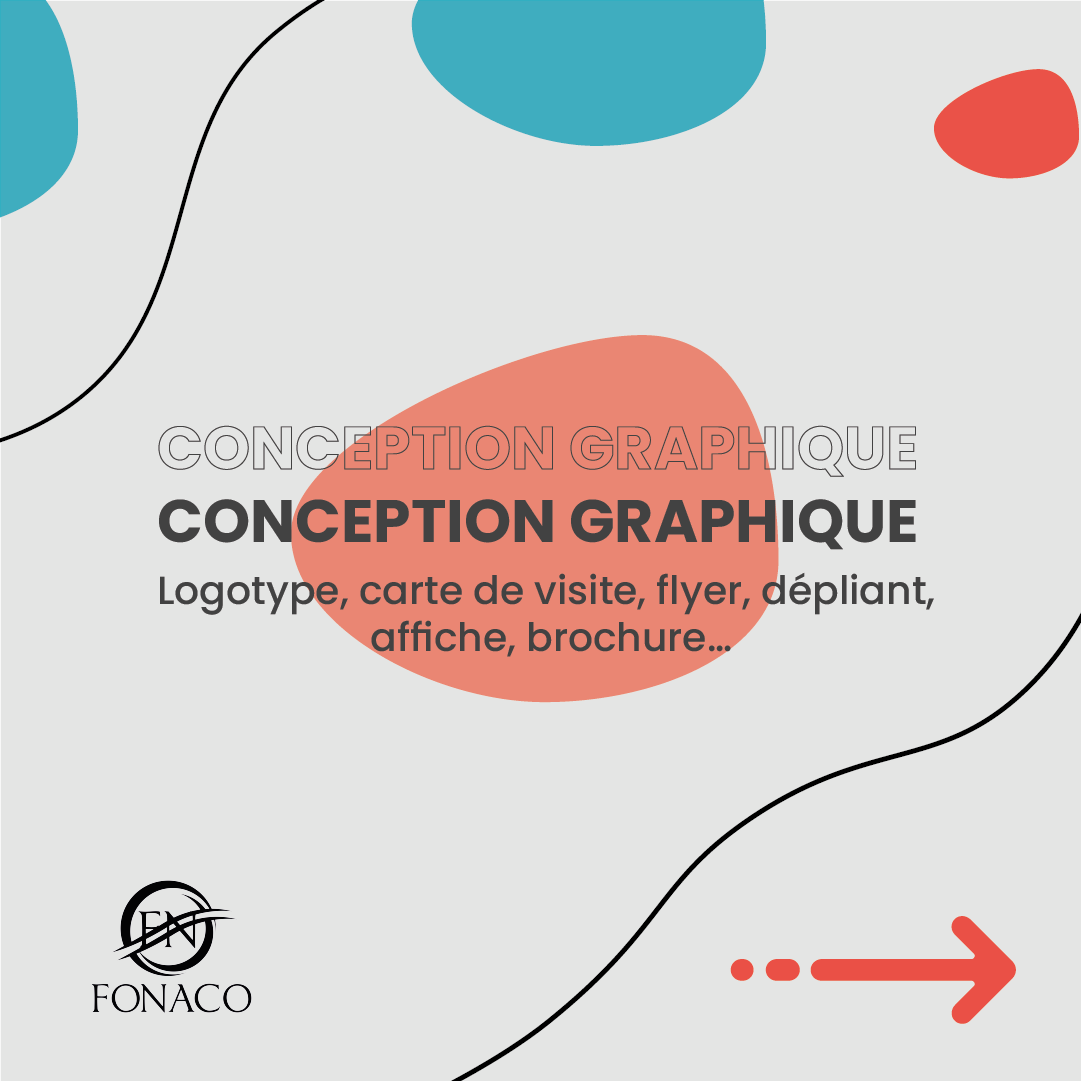 CONCEPTION GRAPHIQUE
CONCEPTION GRAPHIQUE
Logotype, carte de visite, flyer, dépliant,
affiche, brochure...
FN
FONACO